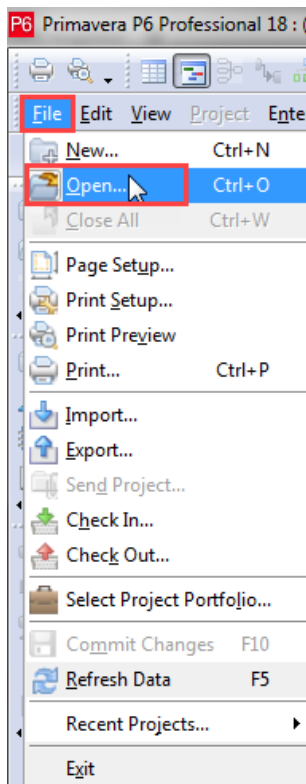 P6 Primavera P6 Professional 18 : (
File Edit View Project Ente
New... Ctrl+N
Open... Ctrl+O
Close All Ctrl+W
Page Setup...
Print Setup...
Print Preview
Print... Ctrl+P
Import...
Export...
Send Project...
Check In...
Check Out...
Select Project Portfolio...
Commit Changes F10
Refresh Data F5
Recent Projects...
Exit